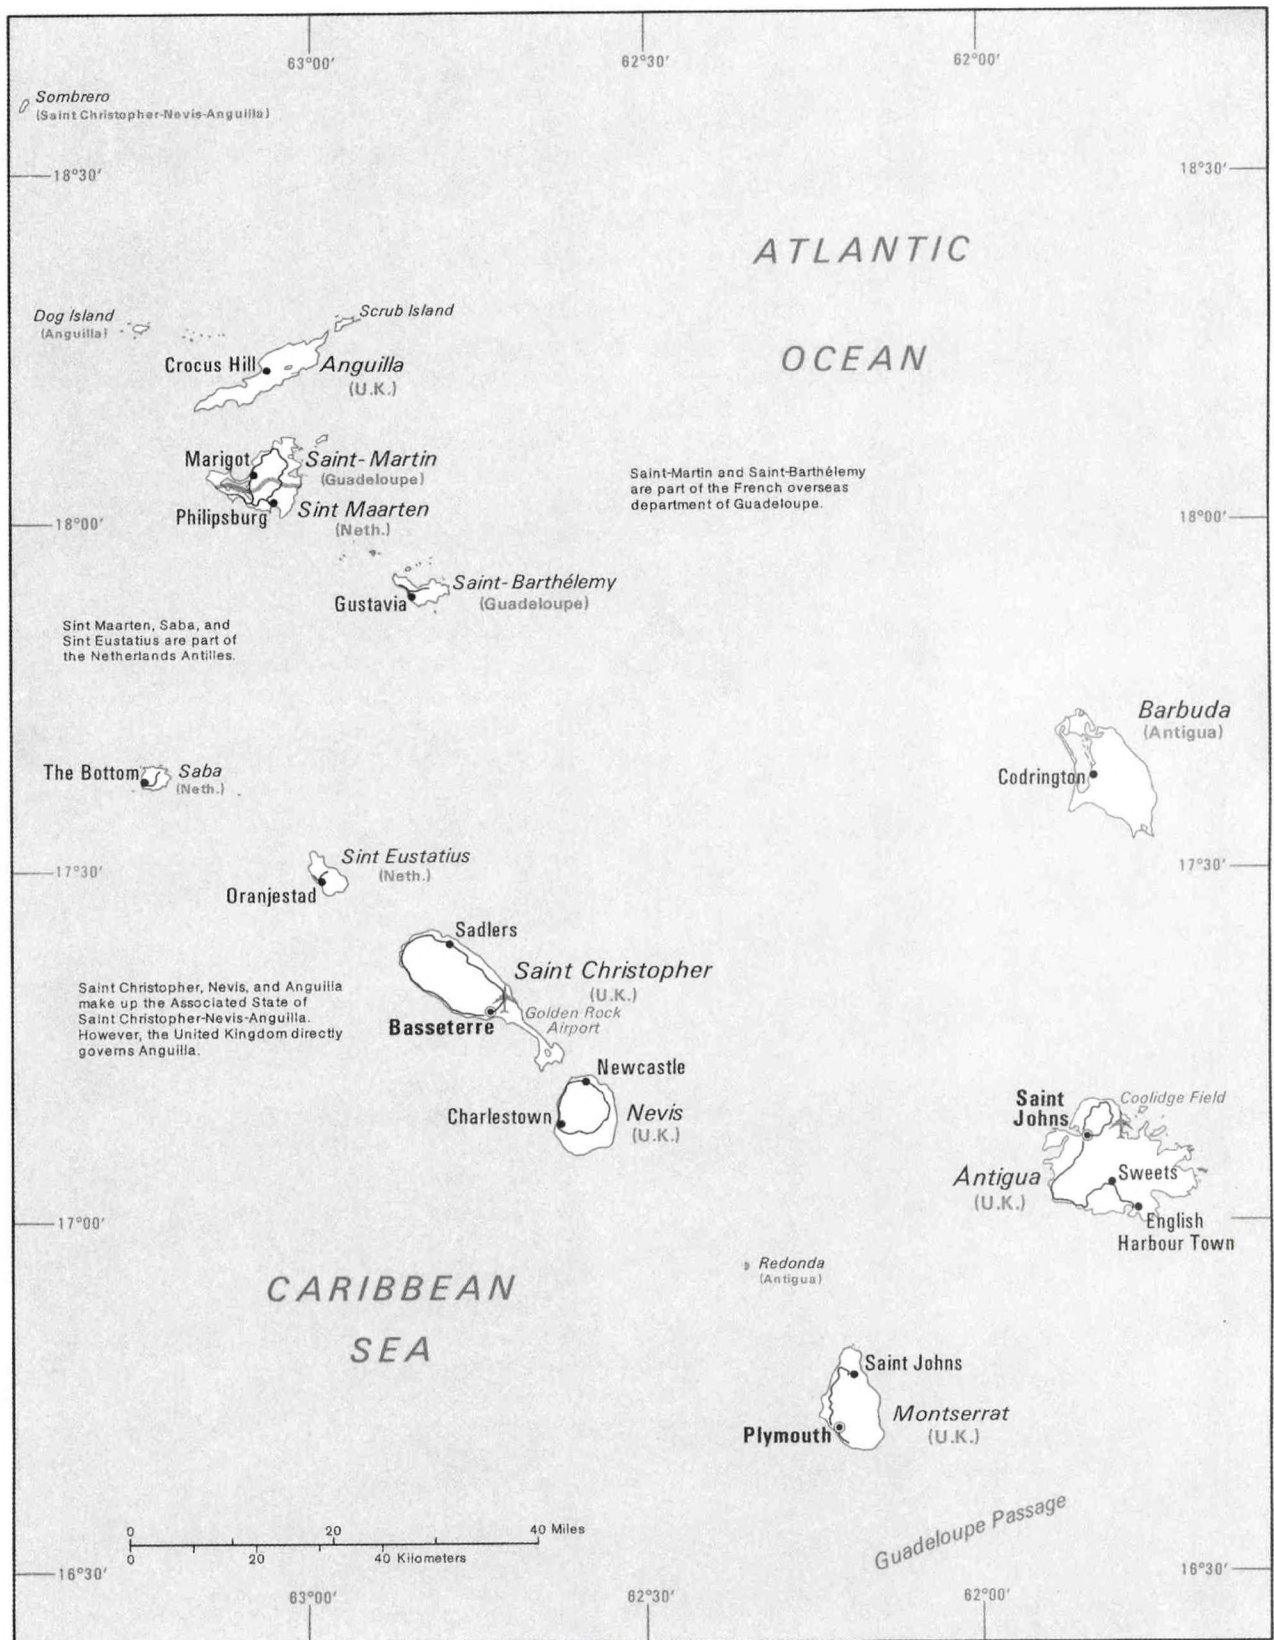 63°00′
62°30′
62°00′
Sombrero
(Saint Christopher-Nevis-Anguilla)
18°30′
18°30′
ATLANTIC
OCEAN
Dog Island
(Anguilla)
Scrub Island
Crocus Hill
Anguilla
(U.K.)
Marigot
Saint-Martin
(Guadeloupe)
Philipsburg
Sint Maarten
(Neth.)
Saint-Martin and Saint-Barthélemy
are part of the French overseas
department of Guadeloupe.
18°00′
18°00′
Saint-Barthélemy
(Guadeloupe)
Gustavia
Sint Maarten, Saba, and
Sint Eustatius are part of
the Netherlands Antilles.
Barbuda
(Antigua)
Codrington
The Bottom
Saba
(Neth.)
Sint Eustatius
(Neth.)
17°30′
17°30′
Oranjestad
Sadlers
Saint Christopher
(U.K.)
Golden Rock
Airport
Basseterre
Saint Christopher, Nevis, and Anguilla
make up the Associated State of
Saint Christopher-Nevis-Anguilla.
However, the United Kingdom directly
governs Anguilla.
Newcastle
Charlestown
Nevis
(U.K.)
Saint
Johns
Coolidge Field
Antigua
(U.K.)
Sweets
English
Harbour Town
17°00′
Redonda
(Antigua)
CARIBBEAN
SEA
Saint Johns
Montserrat
(U.K.)
Plymouth
Guadeloupe Passage
0 20 40 Miles
0 20 40 Kilometers
16°30′
16°30′
63°00′
62°30′
62°00′